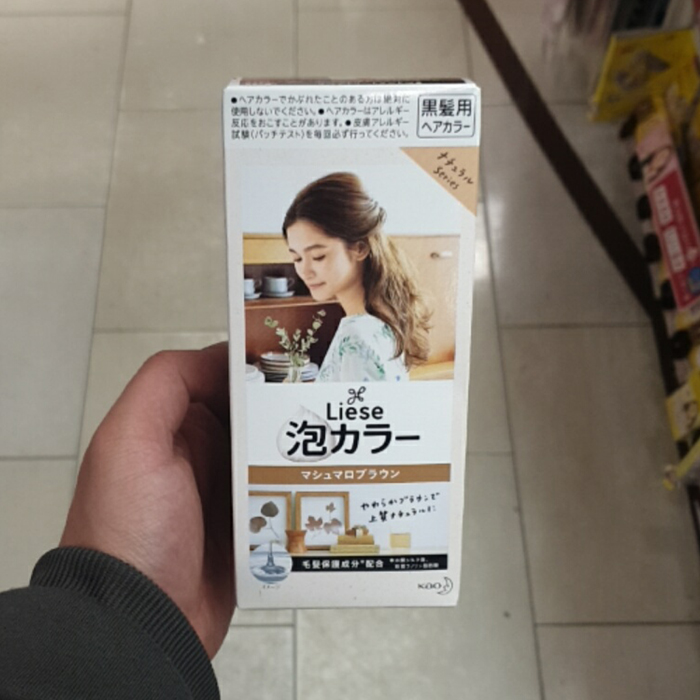 ●ヘアカラーでかぶれたことのある方は絶対に
使用しないでください。●ヘアカラーはアレルギー
反応をおこすことがあります。●皮膚アレルギー
試験（パッチテスト）を毎回必ず行ってください。
黒髪用
ヘアカラー
ナチュラル
Series
Liese
泡カラー
マシュマロブラウン
やわらかブラウンで
上質ナチュラルに
毛髪保護成分*配合
Kao